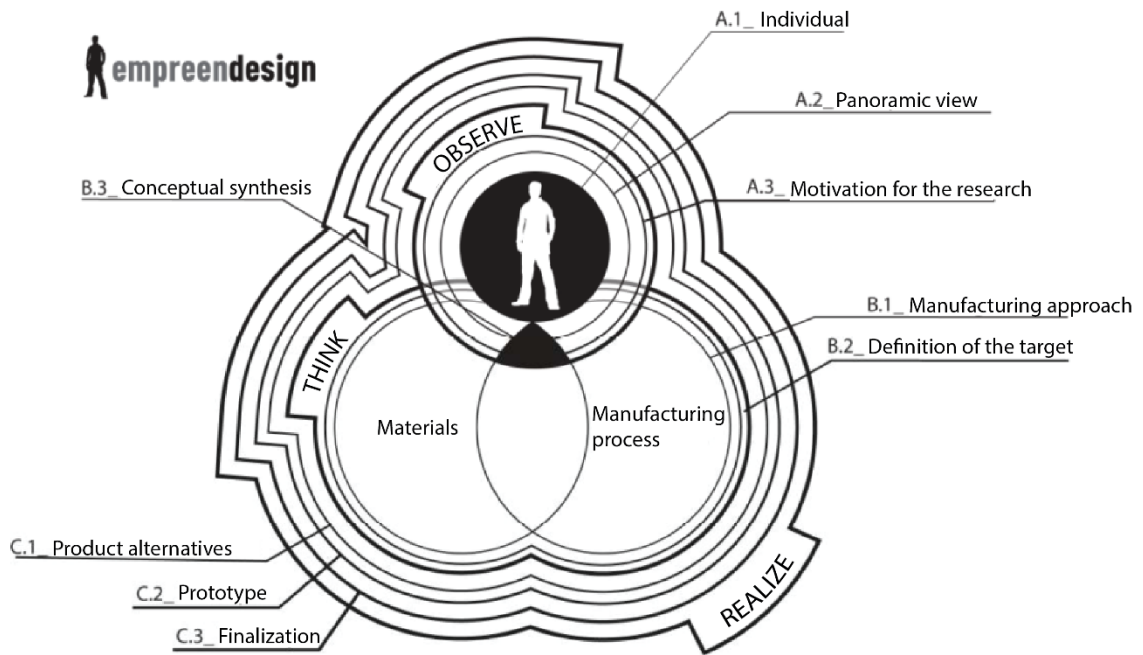 A.1_ Individual
empreendesign
A.2_ Panoramic view
OBSERVE
B.3_ Conceptual synthesis
A.3_ Motivation for the research
B.1_ Manufacturing approach
B.2_ Definition of the target
THINK
Materials
Manufacturing
process
C.1_ Product alternatives
C.2_ Prototype
REALIZE
C.3_ Finalization